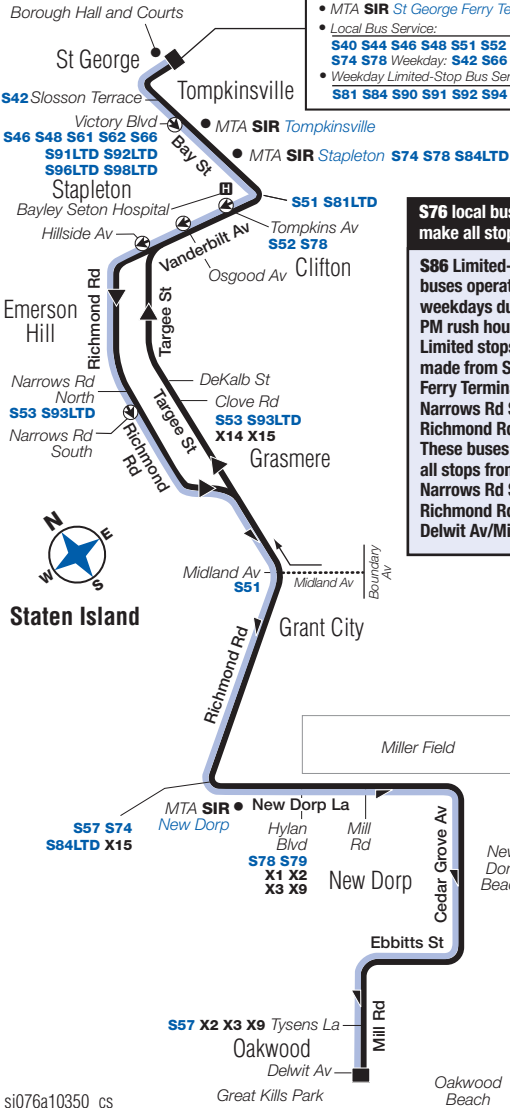 Borough Hall and Courts
St George
• MTA SIR St George Ferry Te
• Local Bus Service:
S40 S44 S46 S48 S51 S52
S74 S78 Weekday: S42 S66
• Weekday Limited-Stop Bus Ser
S81 S84 S90 S91 S92 S94
S42 Slosson Terrace
Tompkinsville
Victory Blvd
S46 S48 S61 S62 S66
S91LTD S92LTD
S96LTD S98LTD
Bay St
• MTA SIR Tompkinsville
• MTA SIR Stapleton S74 S78 S84LTD
Stapleton
H
Bayley Seton Hospital
S51 S81LTD
Hillside Av
Tompkins Av
S52 S78
Vanderbilt Av
Osgood Av
Clifton
S76 local bus
make all stop
S86 Limited-
buses operat
weekdays du
PM rush hou
Limited stops
made from S
Ferry Termin
Narrows Rd S
Richmond Rd
These buses
all stops from
Narrows Rd S
Richmond Rd
Delwit Av/Mi
Emerson
Hill
Richmond Rd
Targee St
Narrows Rd
North
S53 S93LTD
Narrows Rd
South
Richmond
Rd
Targee St
DeKalb St
Clove Rd
S53 S93LTD
X14 X15
Grasmere
N
E
W
S
Staten Island
Midland Av
S51
Midland Av
Boundary
Av
Grant City
Richmond Rd
Miller Field
S57 S74
S84LTD X15
MTA SIR •
New Dorp
New Dorp La
Hylan
Blvd
S78 S79
X1 X2
X3 X9
Mill
Rd
New Dorp
Cedar Grove Av
New
Dor
Beac
Ebbitts St
S57 X2 X3 X9 Tysens La
Mill Rd
Oakwood
Delwit Av
Great Kills Park
Oakwood
Beach
si076a10350 cs